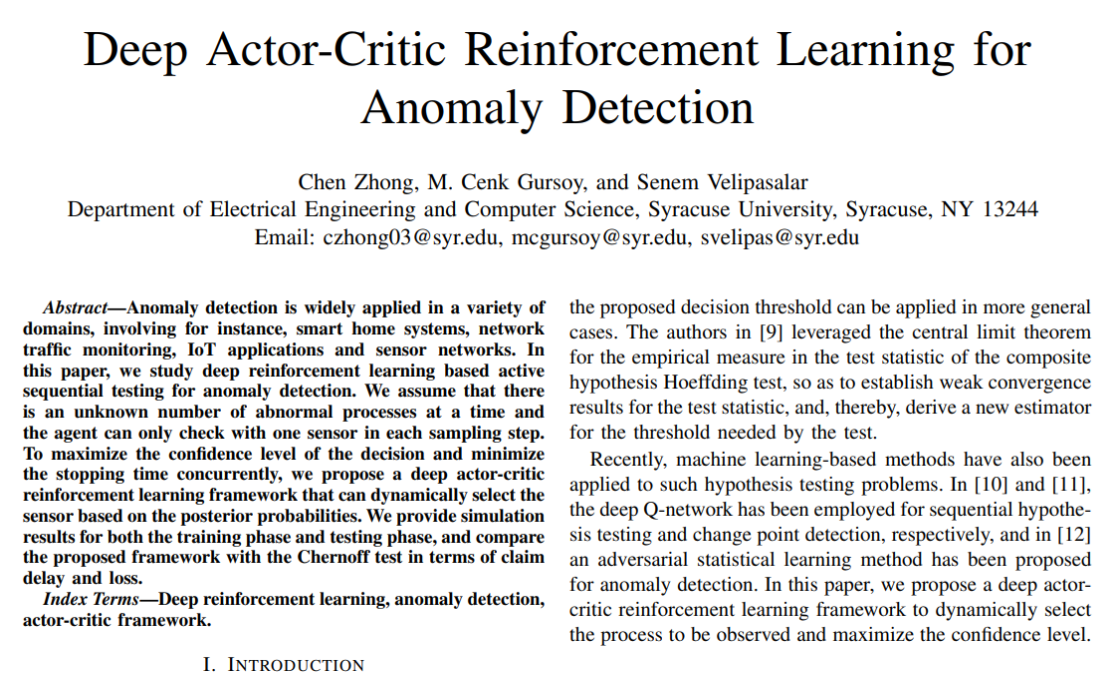 Deep Actor-Critic Reinforcement Learning for
Anomaly Detection
Chen Zhong, M. Cenk Gursoy, and Senem Velipasalar
Department of Electrical Engineering and Computer Science, Syracuse University, Syracuse, NY 13244
Email: czhong03@syr.edu, mcgursoy@syr.edu, svelipas@syr.edu
Abstract—Anomaly detection is widely applied in a variety of
domains, involving for instance, smart home systems, network
traffic monitoring, IoT applications and sensor networks. In
this paper, we study deep reinforcement learning based active
sequential testing for anomaly detection. We assume that there
is an unknown number of abnormal processes at a time and
the agent can only check with one sensor in each sampling step.
To maximize the confidence level of the decision and minimize
the stopping time concurrently, we propose a deep actor-critic
reinforcement learning framework that can dynamically select the
sensor based on the posterior probabilities. We provide simulation
results for both the training phase and testing phase, and compare
the proposed framework with the Chernoff test in terms of claim
delay and loss.
Index Terms—Deep reinforcement learning, anomaly detection,
actor-critic framework.
I. INTRODUCTION
the proposed decision threshold can be applied in more general
cases. The authors in [9] leveraged the central limit theorem
for the empirical measure in the test statistic of the composite
hypothesis Hoeffding test, so as to establish weak convergence
results for the test statistic, and, thereby, derive a new estimator
for the threshold needed by the test.
Recently, machine learning-based methods have also been
applied to such hypothesis testing problems. In [10] and [11],
the deep Q-network has been employed for sequential hypothe-
sis testing and change point detection, respectively, and in [12]
an adversarial statistical learning method has been proposed
for anomaly detection. In this paper, we propose a deep actor-
critic reinforcement learning framework to dynamically select
the process to be observed and maximize the confidence level.